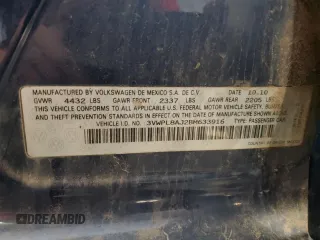 MANUFACTURED BY VOLKSWAGEN DE MEXICO S.A. DE C.V. DATE 10.10
GVWR 4432 LBS GAWR FRONT 2337 LBS GAWR REAR 2205 LBS
THIS VEHICLE CONFORMS TO ALL APPLICABLE U.S. FEDERAL MOTOR VEHICLE SAFETY, BUMPER
AND THEFT PREVENTION STANDARDS IN EFFECT ON THE DATE OF MANUFACTURE SHOWN ABOVE.
VEHICLE I.D. NO. TYPE PASSENGER CAR
DREAMBID